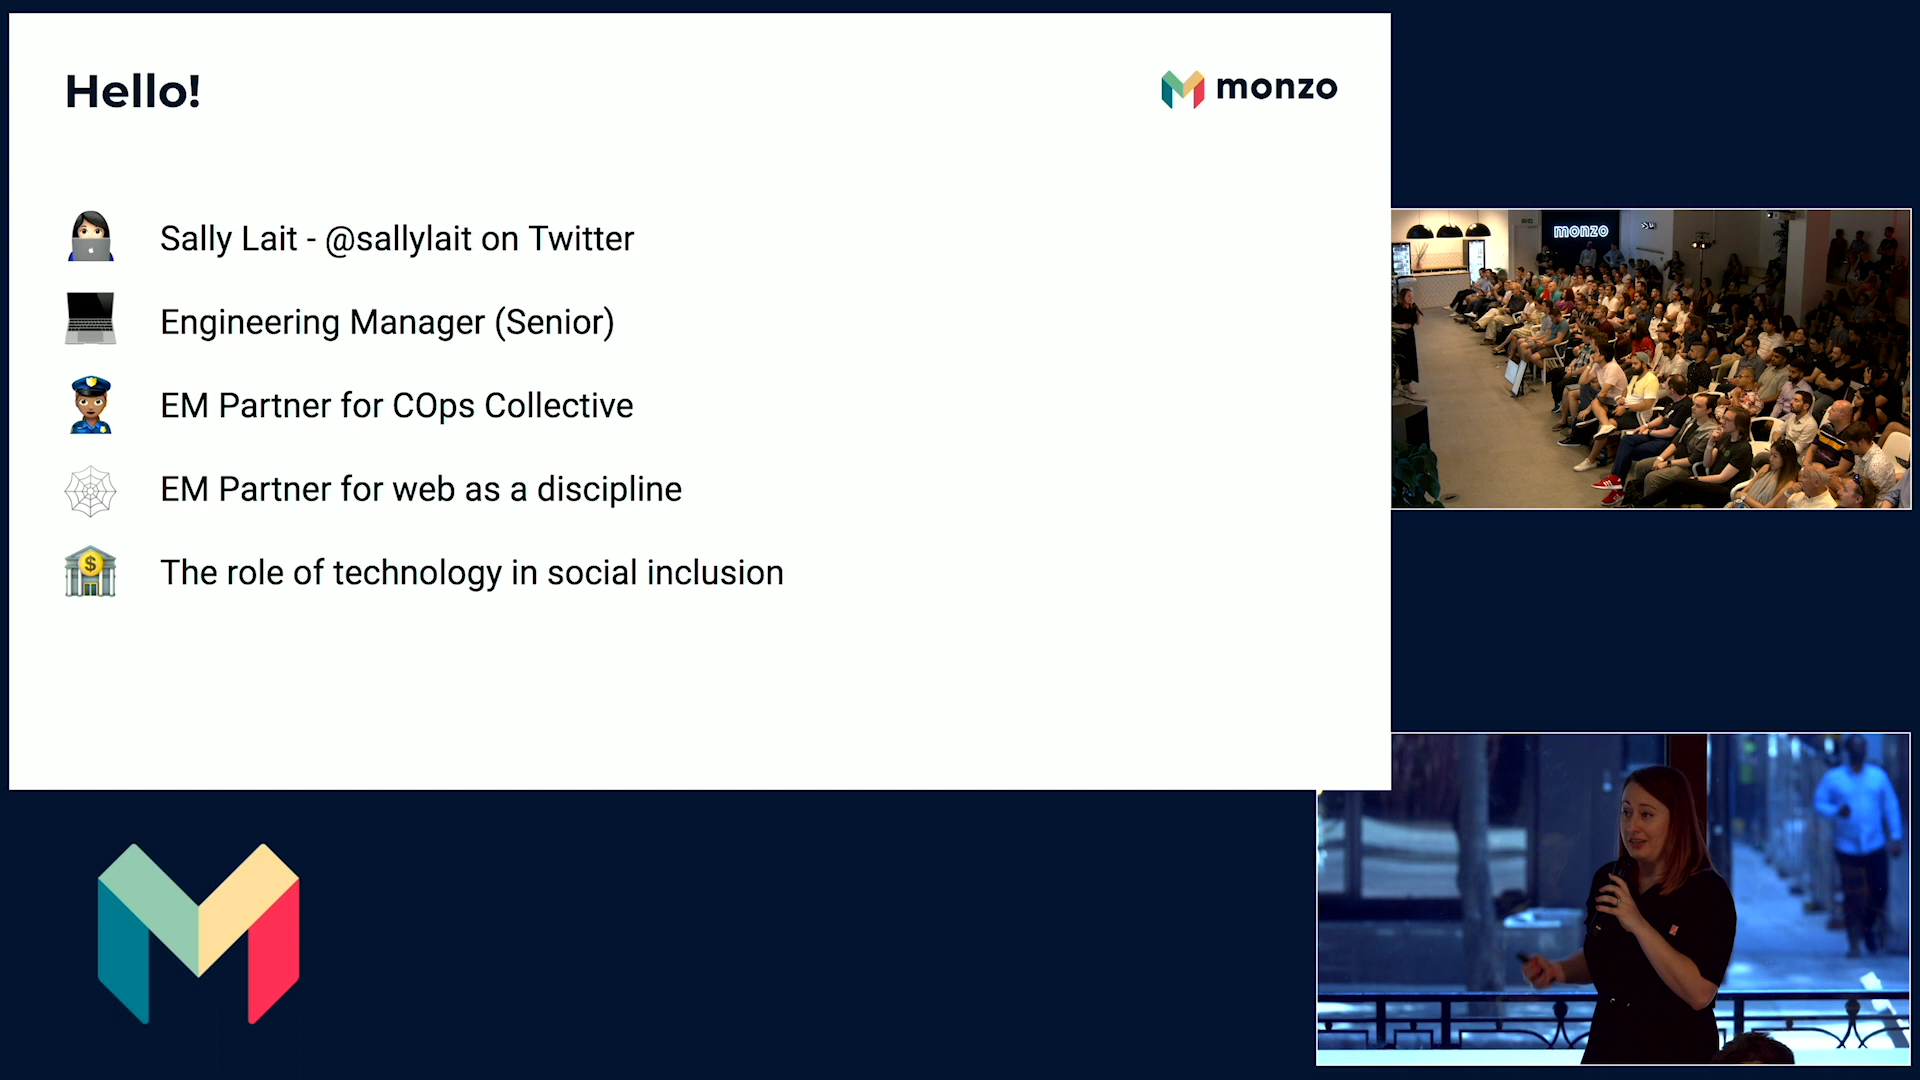 Hello!
monzo
Sally Lait - @sallylait on Twitter
Engineering Manager (Senior)
EM Partner for COps Collective
EM Partner for web as a discipline
The role of technology in social inclusion
monzo